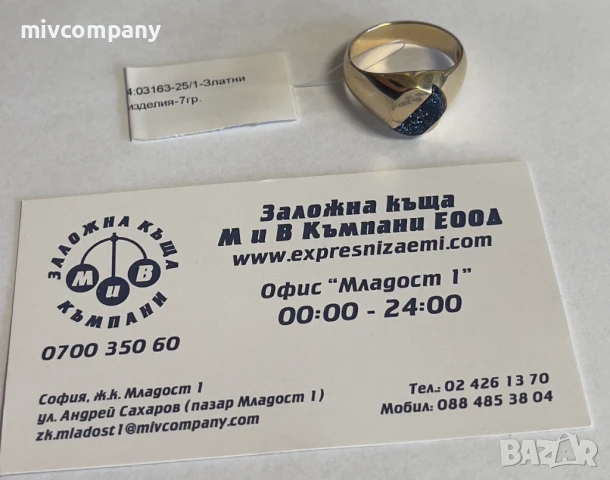 mivcompany
4:03163-25/1-Златни
изделия-7гр.
ЗАЛОЖНА КЪЩА
М и В
КЪМПАНИ
0700 350 60
Заложна къща
М и В Къмпани ЕООД
www.expresnizaemi.com
Офис "Младост 1"
00:00 - 24:00
София, ж.к. Младост 1
ул. Андрей Сахаров (пазар Младост 1)
zk.mladost1@mivcompany.com
Тел.: 02 426 13 70
Мобил: 088 485 38 04
BAZAR